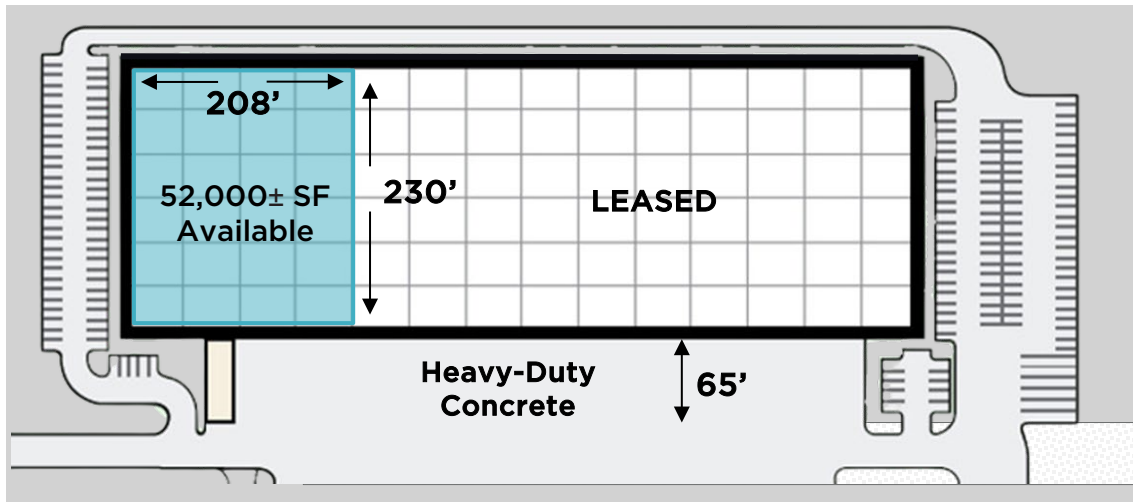 208’
52,000± SF
Available
230’
LEASED
Heavy-Duty
Concrete
65’